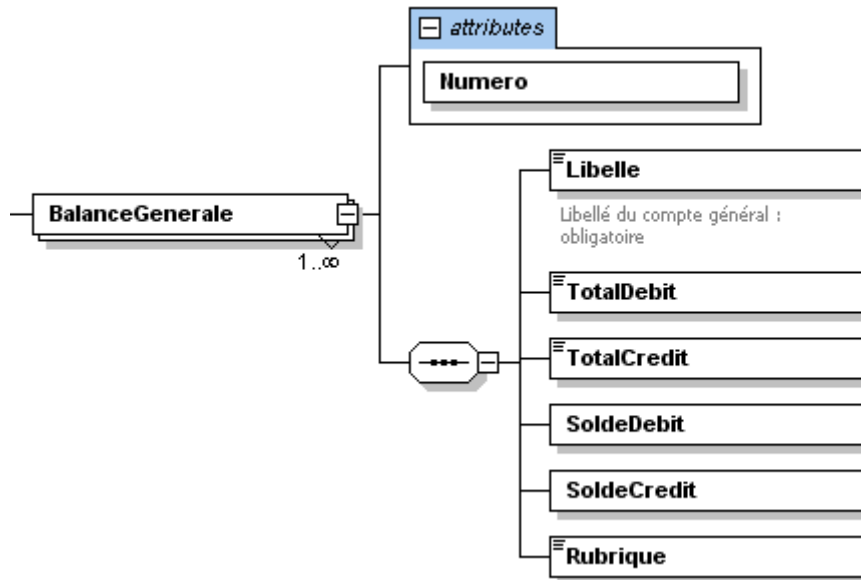 attributes
Numero
BalanceGenerale
1..∞
Libelle
Libellé du compte général :
obligatoire
TotalDebit
TotalCredit
SoldeDebit
SoldeCredit
Rubrique